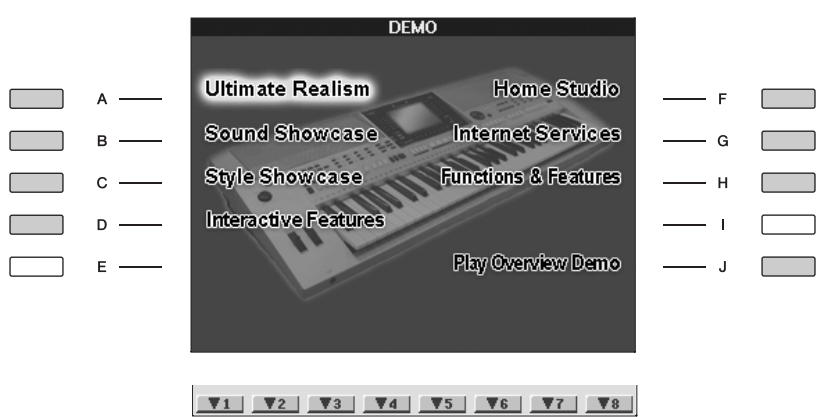 DEMO
A Ultimate Realism Home Studio F
B Sound Showcase Internet Services G
C Style Showcase Functions & Features H
D Interactive Features I
E Play Overview Demo J
▼1 ▼2 ▼3 ▼4 ▼5 ▼6 ▼7 ▼8